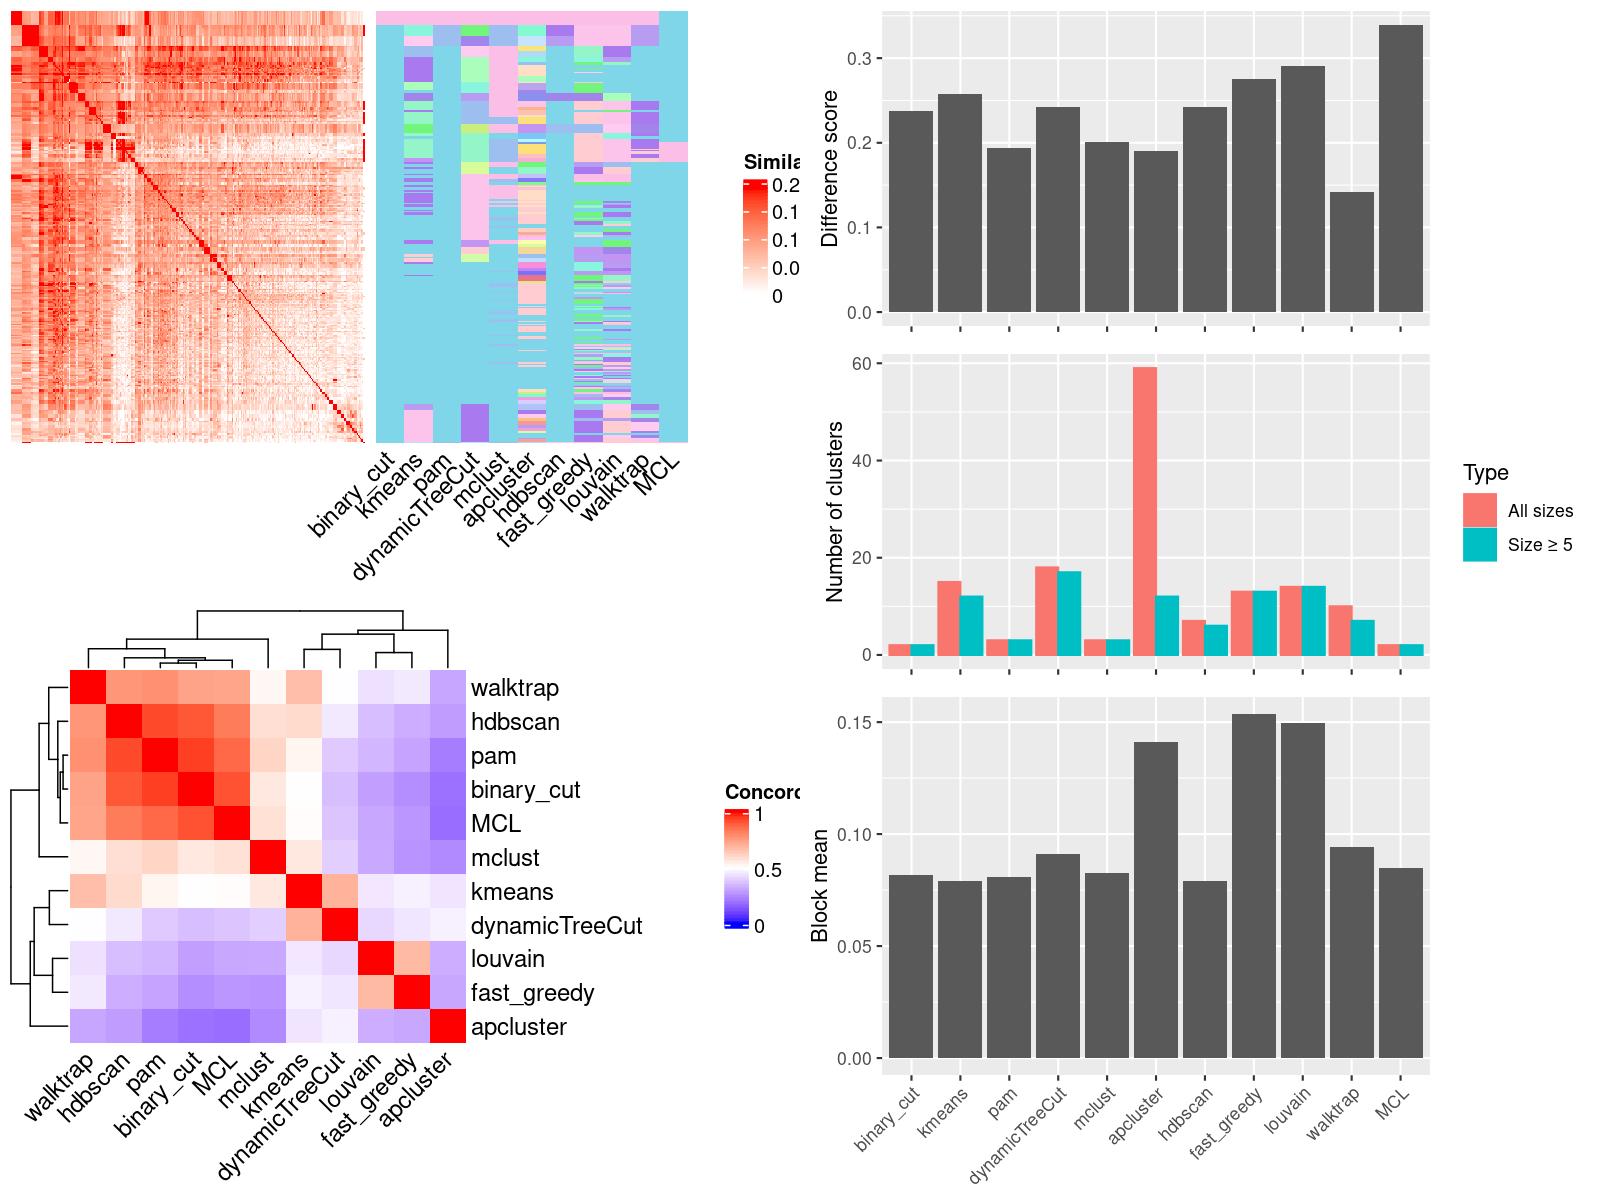 Simila
0.2
0.1
0.1
0.0
0
binary_cut
kmeans
pam
dynamicTreeCut
mclust
apcluster
hdbscan
fast_greedy
louvain
walktrap
MCL
walktrap
hdbscan
pam
binary_cut
MCL
mclust
kmeans
dynamicTreeCut
louvain
fast_greedy
apcluster
walktrap
hdbscan
pam
binary_cut
MCL
mclust
kmeans
dynamicTreeCut
louvain
fast_greedy
apcluster
Concord
1
0.5
0
Difference score
0.3
0.2
0.1
0.0
Number of clusters
60
40
20
0
Type
All sizes
Size ≥ 5
Block mean
0.15
0.10
0.05
0.00
binary_cut
kmeans
pam
dynamicTreeCut
mclust
apcluster
hdbscan
fast_greedy
louvain
walktrap
MCL